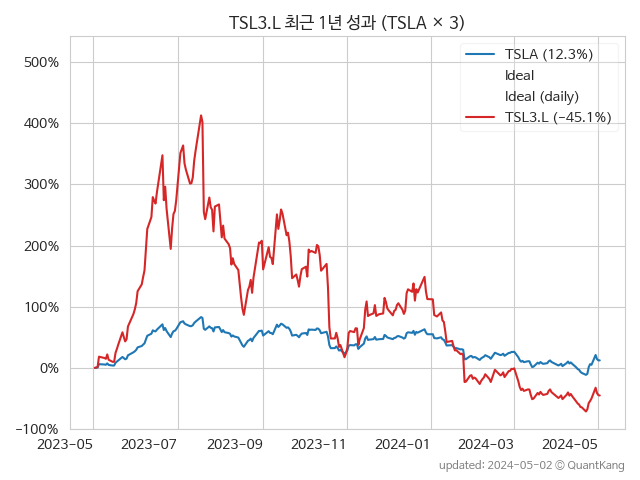 TSL3.L 최근 1년 성과 (TSLA × 3)
TSLA (12.3%)
Ideal
Ideal (daily)
TSL3.L (−45.1%)
500%
400%
300%
200%
100%
0%
−100%
2023-05 2023-07 2023-09 2023-11 2024-01 2024-03 2024-05
updated: 2024-05-02 © QuantKang